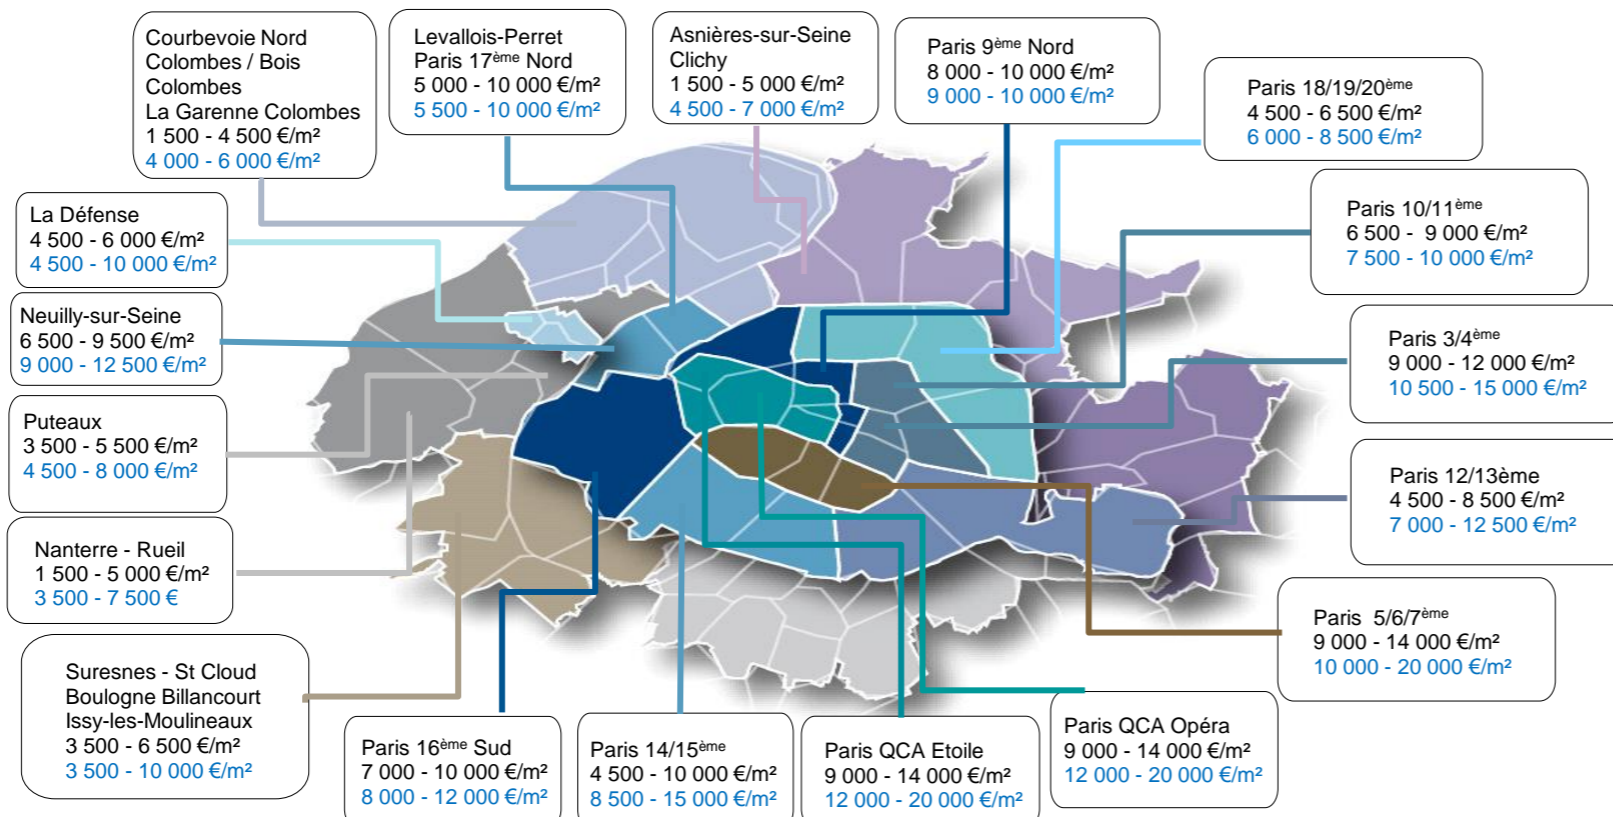 Courbevoie Nord
Colombes / Bois
Colombes
La Garenne Colombes
1 500 - 4 500 €/m²
4 000 - 6 000 €/m²
Levallois-Perret
Paris 17ème Nord
5 000 - 10 000 €/m²
5 500 - 10 000 €/m²
Asnières-sur-Seine
Clichy
1 500 - 5 000 €/m²
4 500 - 7 000 €/m²
Paris 9ème Nord
8 000 - 10 000 €/m²
9 000 - 10 000 €/m²
Paris 18/19/20ème
4 500 - 6 500 €/m²
6 000 - 8 500 €/m²
La Défense
4 500 - 6 000 €/m²
4 500 - 10 000 €/m²
Paris 10/11ème
6 500 - 9 000 €/m²
7 500 - 10 000 €/m²
Neuilly-sur-Seine
6 500 - 9 500 €/m²
9 000 - 12 500 €/m²
Paris 3/4ème
9 000 - 12 000 €/m²
10 500 - 15 000 €/m²
Puteaux
3 500 - 5 500 €/m²
4 500 - 8 000 €/m²
Paris 12/13ème
4 500 - 8 500 €/m²
7 000 - 12 500 €/m²
Nanterre - Rueil
1 500 - 5 000 €/m²
3 500 - 7 500 €
Paris 5/6/7ème
9 000 - 14 000 €/m²
10 000 - 20 000 €/m²
Suresnes - St Cloud
Boulogne Billancourt
Issy-les-Moulineaux
3 500 - 6 500 €/m²
3 500 - 10 000 €/m²
Paris 16ème Sud
7 000 - 10 000 €/m²
8 000 - 12 000 €/m²
Paris 14/15ème
4 500 - 10 000 €/m²
8 500 - 15 000 €/m²
Paris QCA Etoile
9 000 - 14 000 €/m²
12 000 - 20 000 €/m²
Paris QCA Opéra
9 000 - 14 000 €/m²
12 000 - 20 000 €/m²